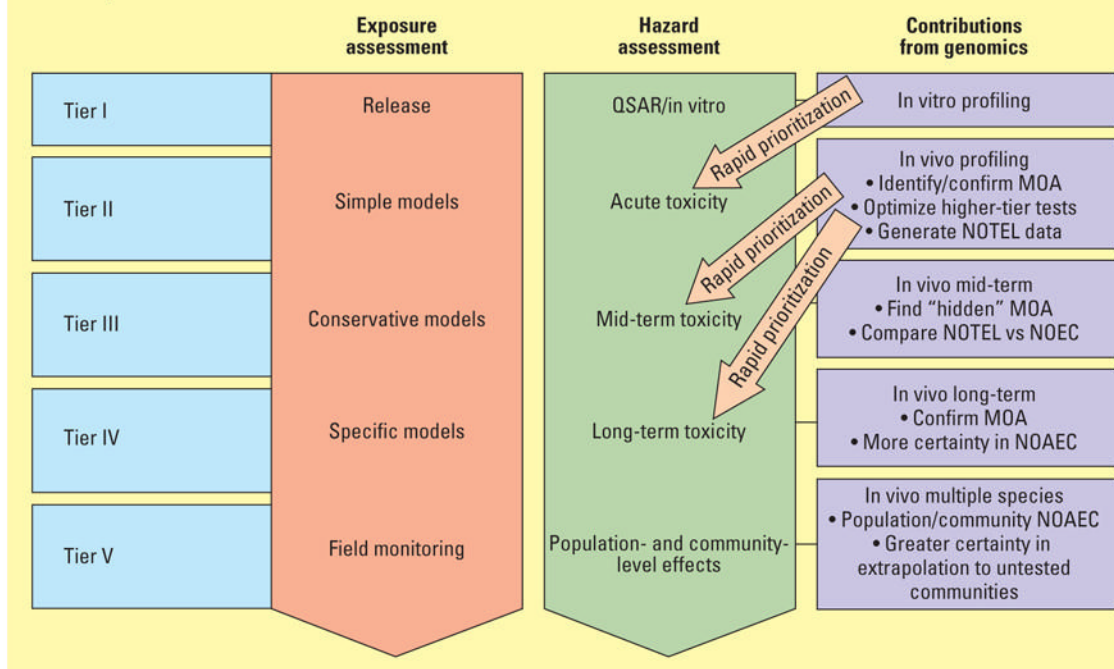 Exposure
assessment
Hazard
assessment
Contributions
from genomics
Tier I
Release
QSAR/in vitro
Rapid prioritization
In vitro profiling
Tier II
Simple models
Acute toxicity
Rapid prioritization
In vivo profiling
• Identify/confirm MOA
• Optimize higher-tier tests
• Generate NOTEL data
Tier III
Conservative models
Mid-term toxicity
Rapid prioritization
In vivo mid-term
• Find “hidden” MOA
• Compare NOTEL vs NOEC
Tier IV
Specific models
Long-term toxicity
In vivo long-term
• Confirm MOA
• More certainty in NOAEC
Tier V
Field monitoring
Population- and community-
level effects
In vivo multiple species
• Population/community NOAEC
• Greater certainty in
extrapolation to untested
communities